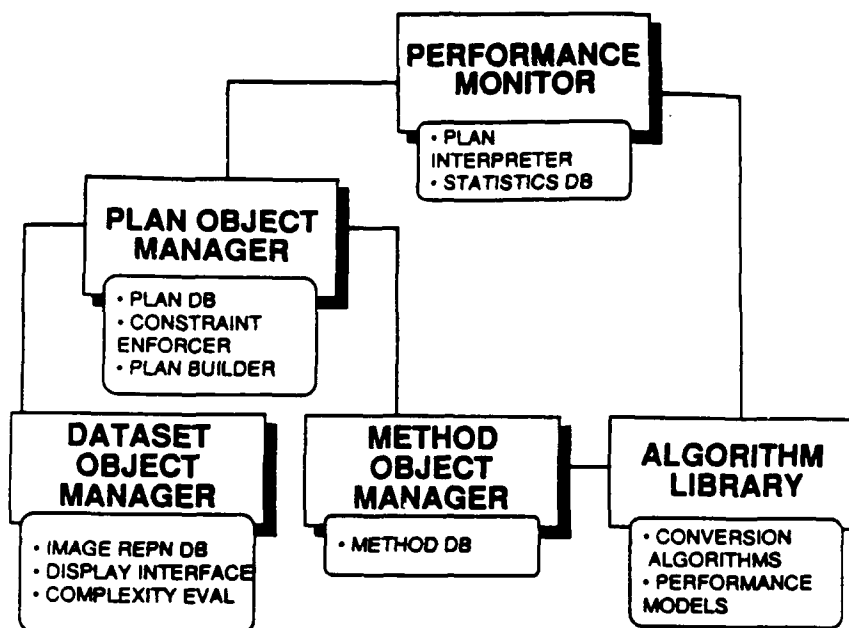 PERFORMANCE
MONITOR
• PLAN
INTERPRETER
• STATISTICS DB
PLAN OBJECT
MANAGER
• PLAN DB
• CONSTRAINT
ENFORCER
• PLAN BUILDER
DATASET
OBJECT
MANAGER
• IMAGE REPN DB
• DISPLAY INTERFACE
• COMPLEXITY EVAL
METHOD
OBJECT
MANAGER
• METHOD DB
ALGORITHM
LIBRARY
• CONVERSION
ALGORITHMS
• PERFORMANCE
MODELS